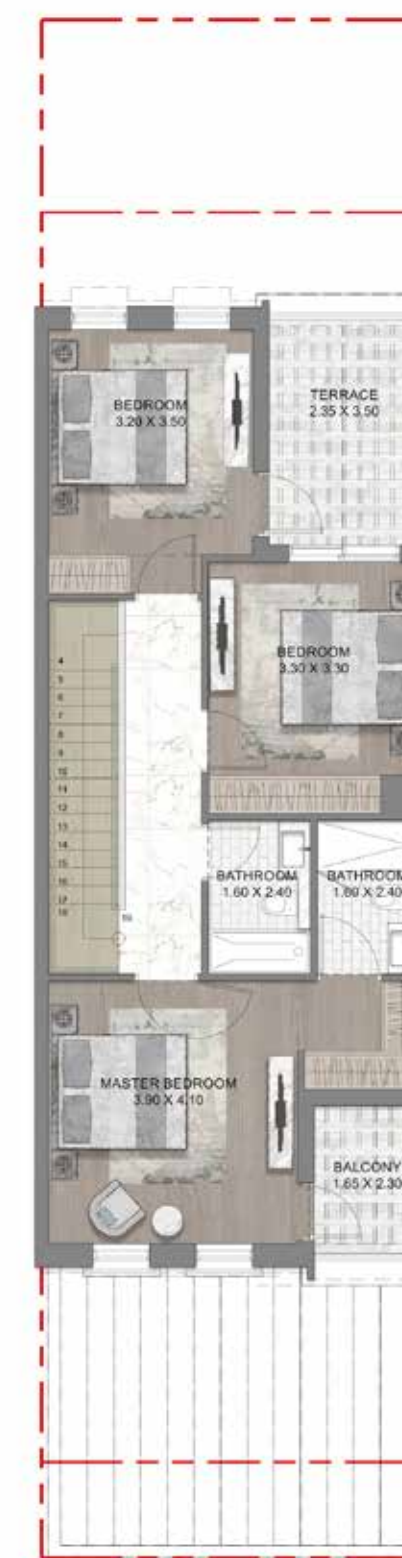 BEDROOM
3.20 X 3.50
TERRACE
2.35 X 3.50
BEDROOM
3.30 X 3.30
4
5
6
7
8
9
10
11
12
13
14
15
16
17
18
19
BATHROOM
1.60 X 2.40
BATHROOM
1.60 X 2.40
MASTER BEDROOM
3.90 X 4.10
BALCONY
1.65 X 2.30